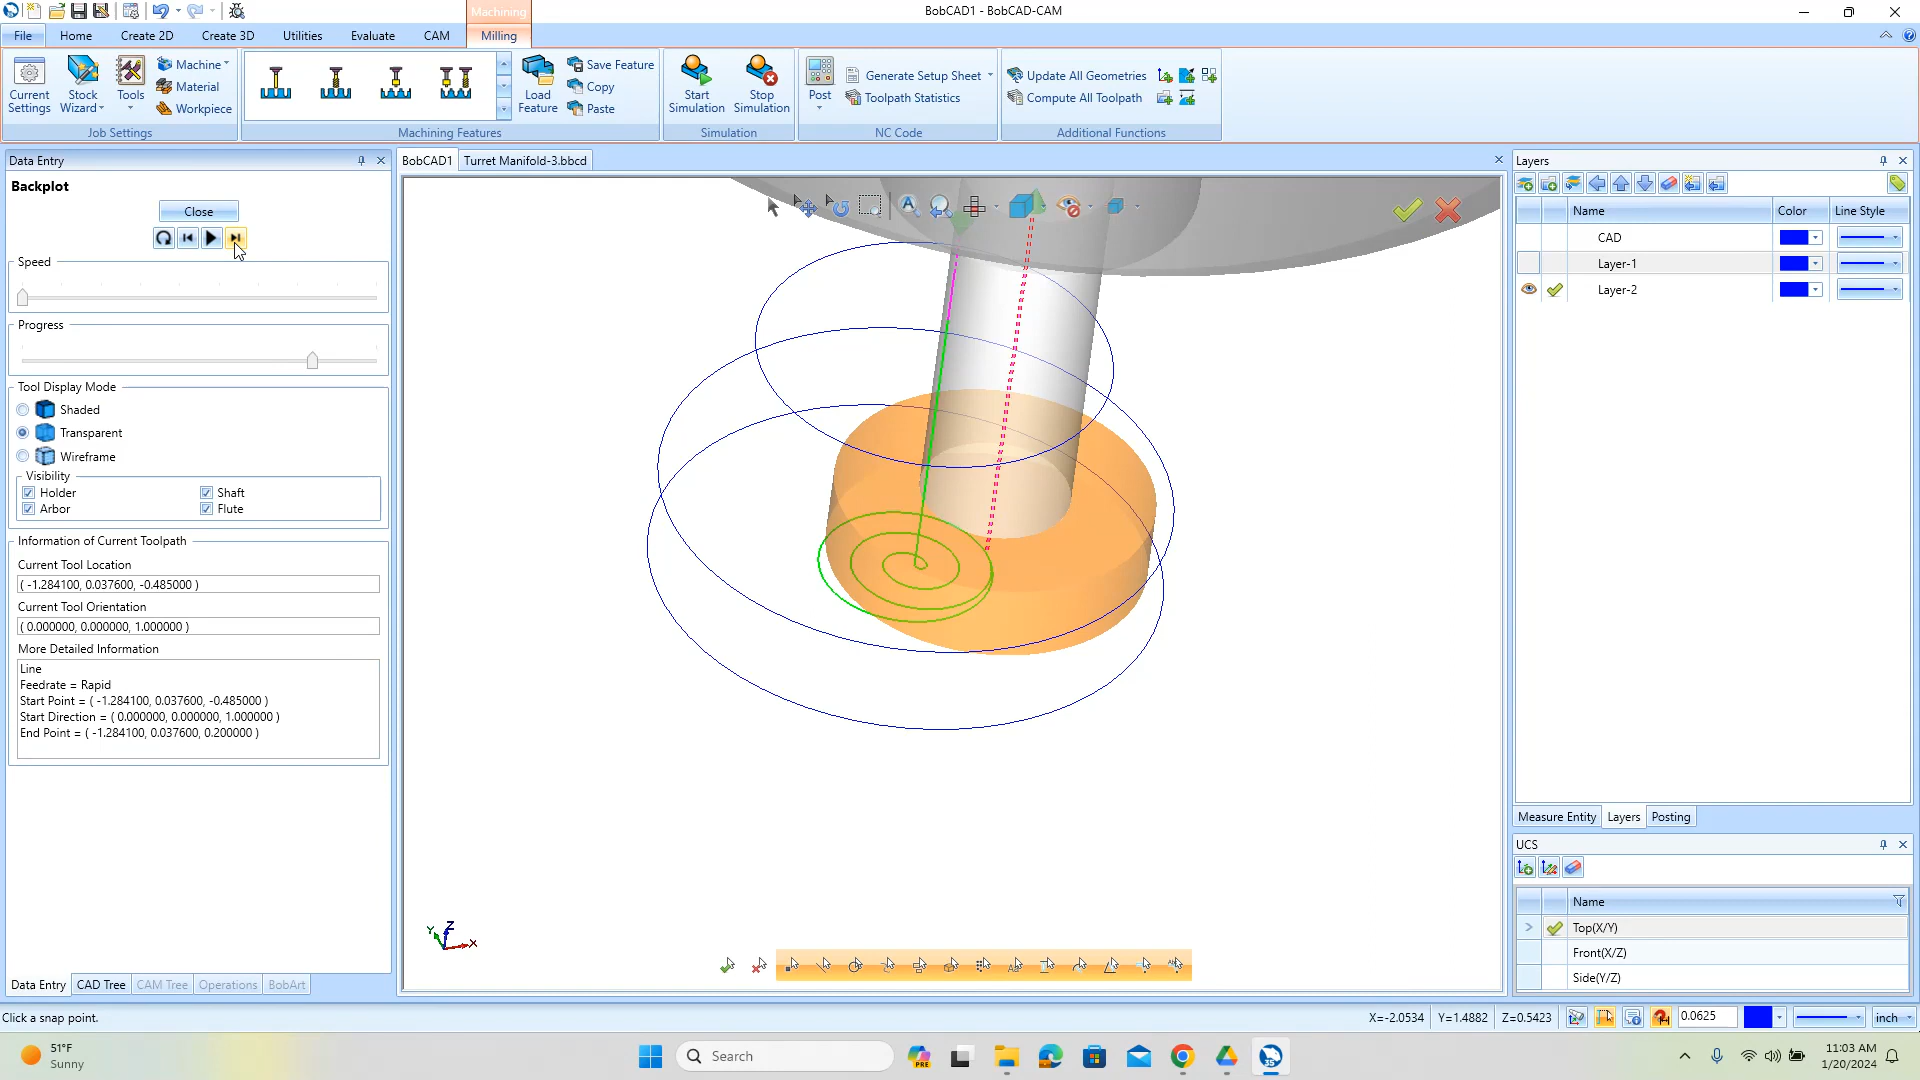 BobCAD1 - BobCAD-CAM
Machining
File
Home
Create 2D
Create 3D
Utilities
Evaluate
CAM
Milling
Current Settings
Stock Wizard
Tools
Machine
Material
Workpiece
Job Settings
Load Feature
Save Feature
Copy
Paste
Machining Features
Start Simulation
Stop Simulation
Simulation
Post
Generate Setup Sheet
Toolpath Statistics
NC Code
Update All Geometries
Compute All Toolpath
Additional Functions
Data Entry
Backplot
Close
Speed
Progress
Tool Display Mode
Shaded
Transparent
Wireframe
Visibility
Holder
Shaft
Arbor
Flute
Information of Current Toolpath
Current Tool Location
( -1.284100, 0.037600, -0.485000 )
Current Tool Orientation
( 0.000000, 0.000000, 1.000000 )
More Detailed Information
Line
Feedrate = Rapid
Start Point = ( -1.284100, 0.037600, -0.485000 )
Start Direction = ( 0.000000, 0.000000, 1.000000 )
End Point = ( -1.284100, 0.037600, 0.200000 )
Data Entry
CAD Tree
CAM Tree
Operations
BobArt
BobCAD1
Turret Manifold-3.bbcd
Y
Z
X
Layers
Name
Color
Line Style
CAD
Layer-1
Layer-2
Measure Entity
Layers
Posting
UCS
Name
Top(X/Y)
Front(X/Z)
Side(Y/Z)
Click a snap point.
X=-2.0534
Y=1.4882
Z=0.5423
0.0625
inch
51°F
Sunny
Search
PRE
11:03 AM
1/20/2024